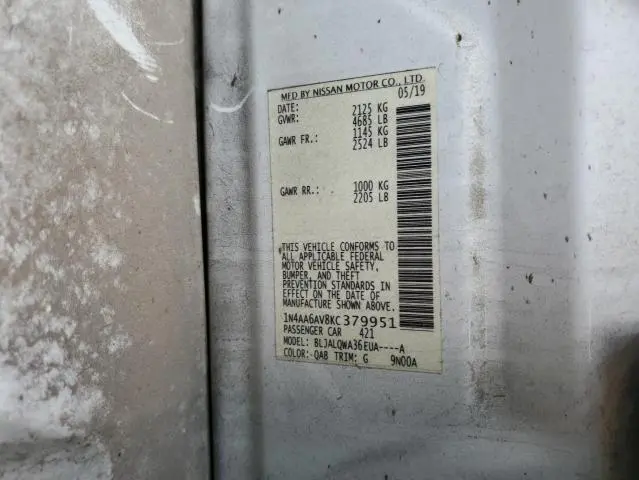 MFD BY NISSAN MOTOR CO., LTD.
DATE: 05/19
GVWR: 2125 KG
4685 LB
GAWR FR.: 1145 KG
2524 LB
GAWR RR.: 1000 KG
2205 LB
THIS VEHICLE CONFORMS TO
ALL APPLICABLE FEDERAL
MOTOR VEHICLE SAFETY,
BUMPER, AND THEFT
PREVENTION STANDARDS IN
EFFECT ON THE DATE OF
MANUFACTURE SHOWN ABOVE.
1N4AA6AV8KC379951
PASSENGER CAR 421
MODEL: BLJALQWA36EUA----A
COLOR: QAB TRIM: G 9N00A